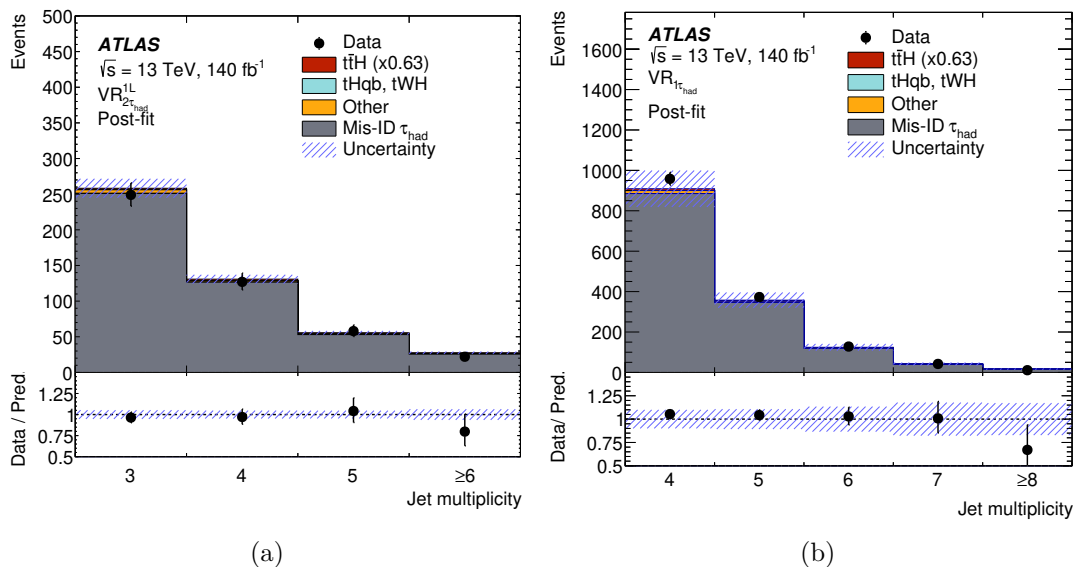 Events
500
450
400
350
300
250
200
150
100
50
0
ATLAS
√s = 13 TeV, 140 fb⁻¹
VR¹ᴸ₂τhad
Post-fit
Data
tt̄H (x0.63)
tHqb, tWH
Other
Mis-ID τhad
Uncertainty
Data / Pred.
1.25
1
0.75
0.5
3 4 5 ≥6
Jet multiplicity
(a)
Events
1600
1400
1200
1000
800
600
400
200
0
ATLAS
√s = 13 TeV, 140 fb⁻¹
VR₁τhad
Post-fit
Data
tt̄H (x0.63)
tHqb, tWH
Other
Mis-ID τhad
Uncertainty
Data/ Pred.
1.25
1
0.75
0.5
4 5 6 7 ≥8
Jet multiplicity
(b)